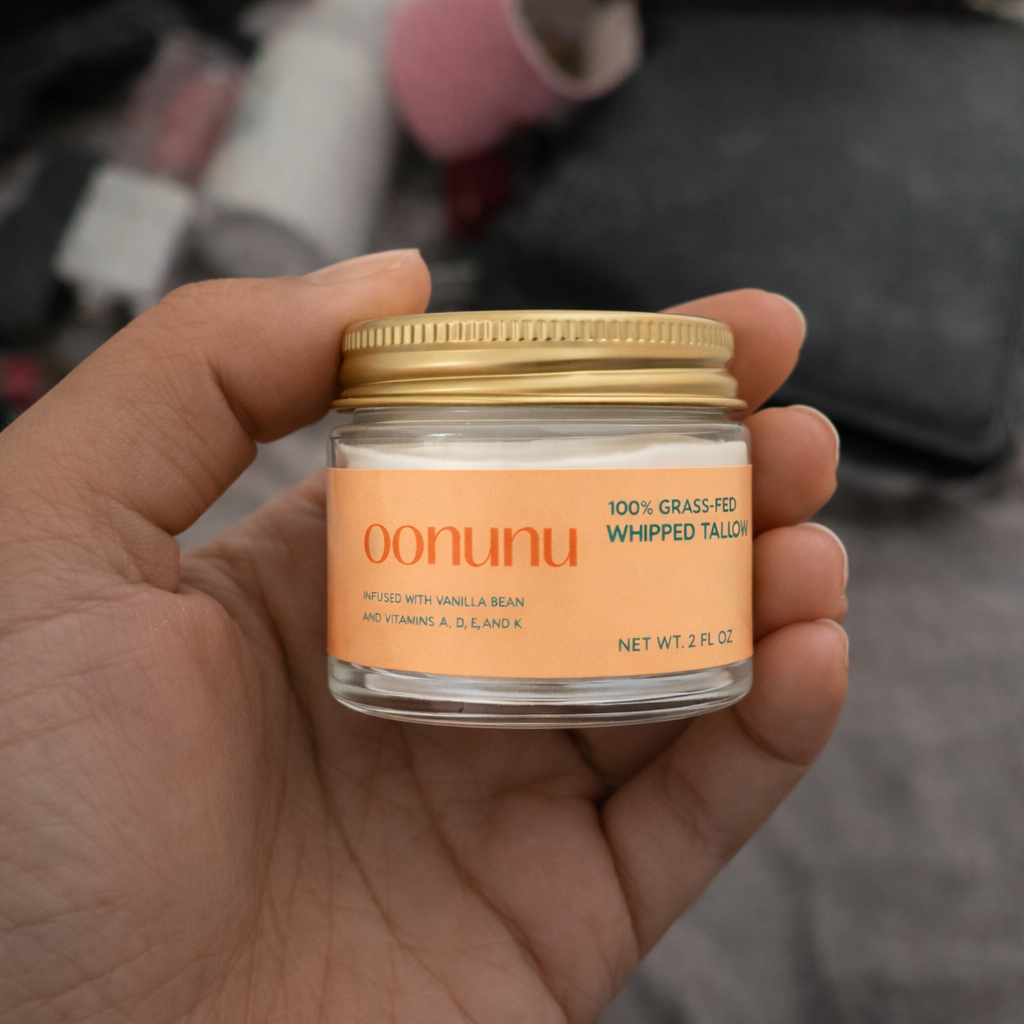 oonunu
INFUSED WITH VANILLA BEAN
AND VITAMINS A, D, E, AND K
100% GRASS-FED
WHIPPED TALLOW
NET WT. 2 FL OZ